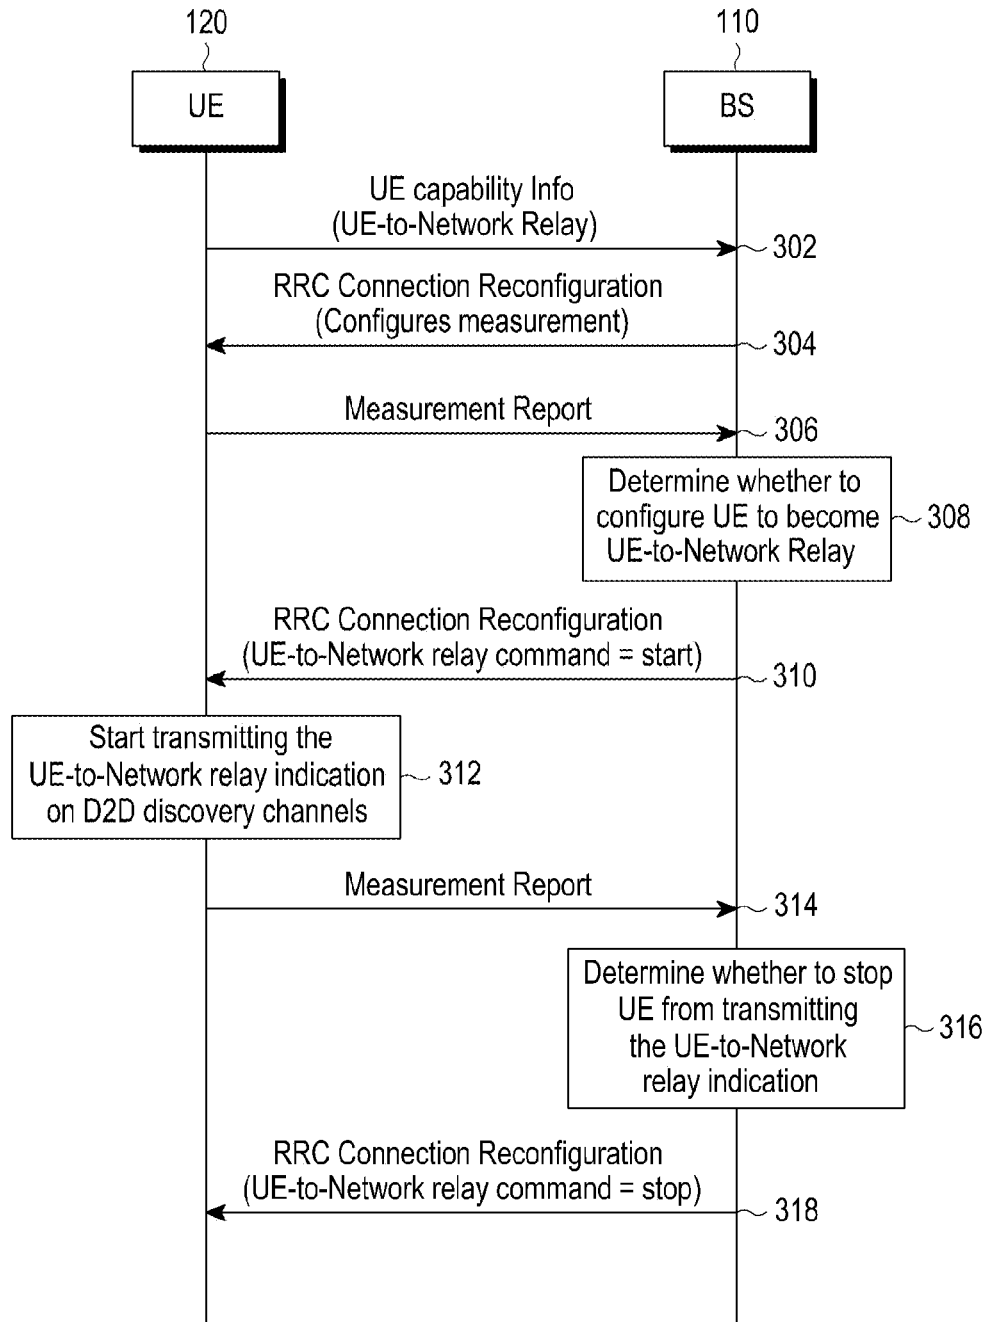 120
110
UE
BS
UE capability Info
(UE-to-Network Relay)
302
RRC Connection Reconfiguration
(Configures measurement)
304
Measurement Report
306
Determine whether to
configure UE to become
UE-to-Network Relay
308
RRC Connection Reconfiguration
(UE-to-Network relay command = start)
310
Start transmitting the
UE-to-Network relay indication
on D2D discovery channels
312
Measurement Report
314
Determine whether to stop
UE from transmitting
the UE-to-Network
relay indication
316
RRC Connection Reconfiguration
(UE-to-Network relay command = stop)
318